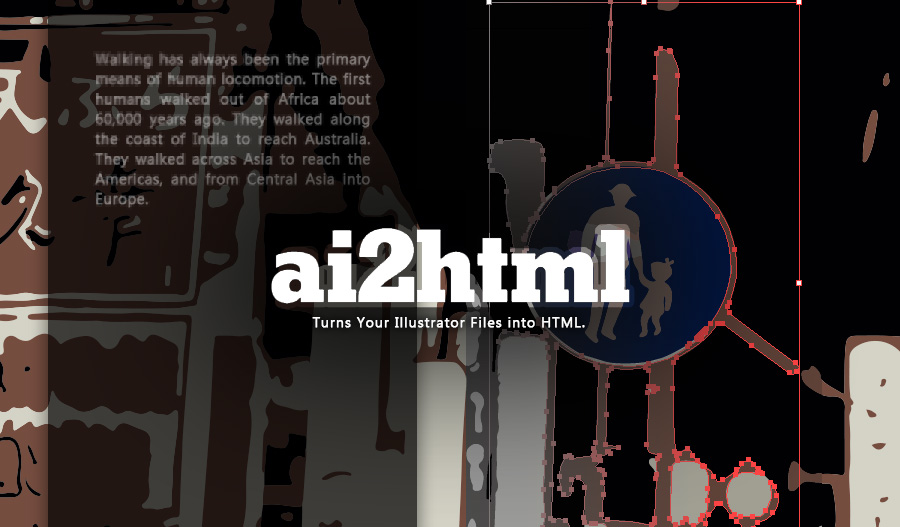 Walking has always been the primary
means of human locomotion. The first
humans walked out of Africa about
60,000 years ago. They walked along
the coast of India to reach Australia.
They walked across Asia to reach the
Americas, and from Central Asia into
Europe.
ai2html
Turns Your Illustrator Files into HTML.